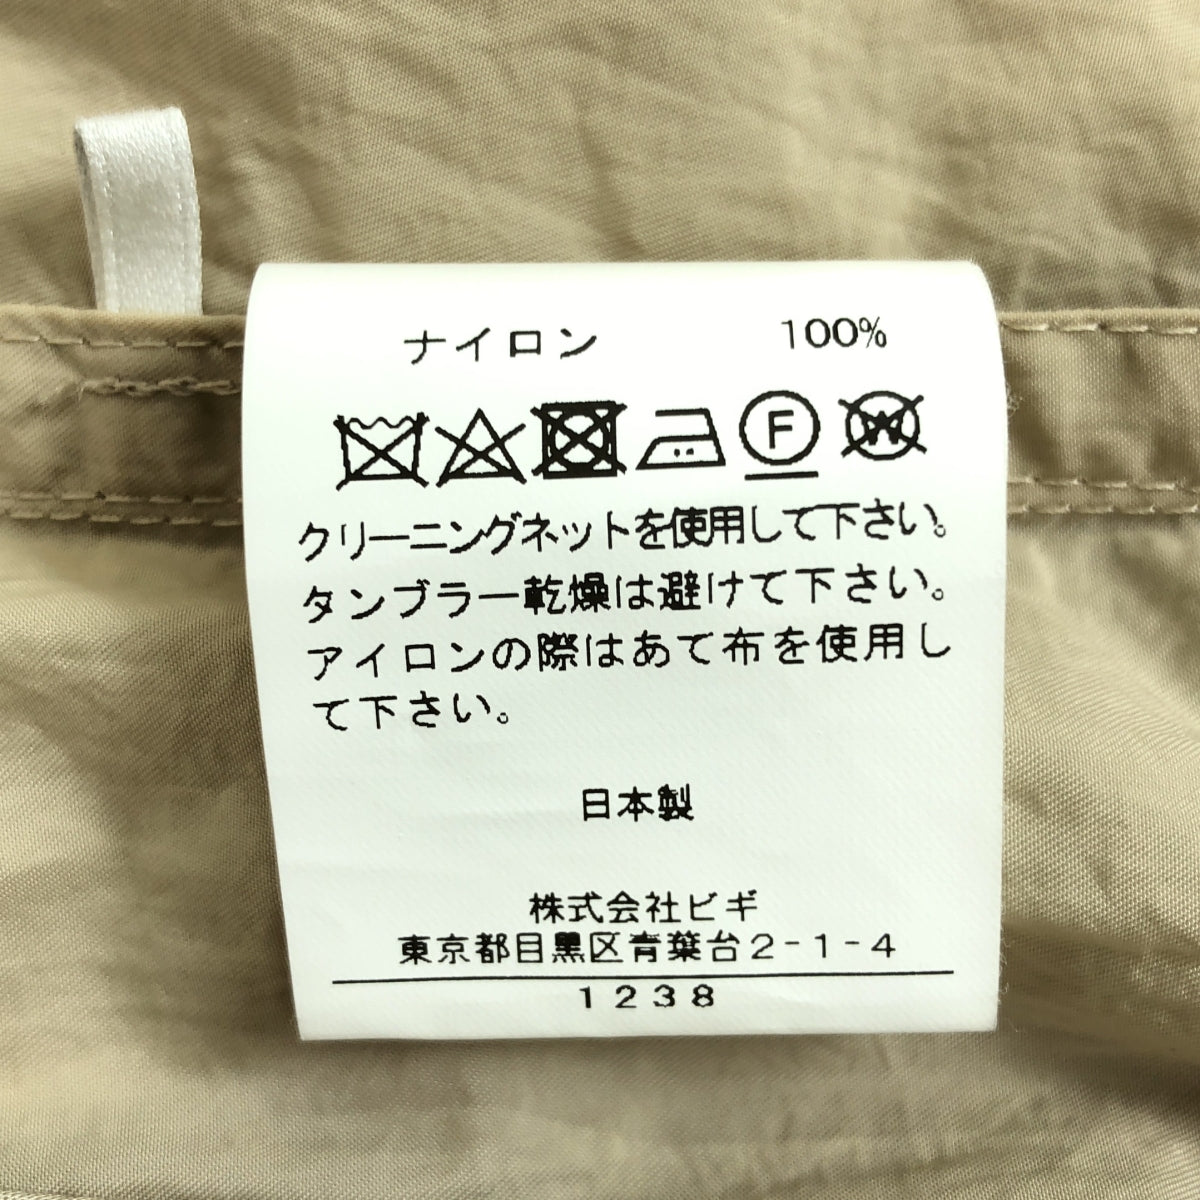 ナイロン 100%
F W
クリーニングネットを使用して下さい。
タンブラー乾燥は避けて下さい。
アイロンの際はあて布を使用し
て下さい。
日本製
株式会社ビギ
東京都目黒区青葉台2-1-4
1238